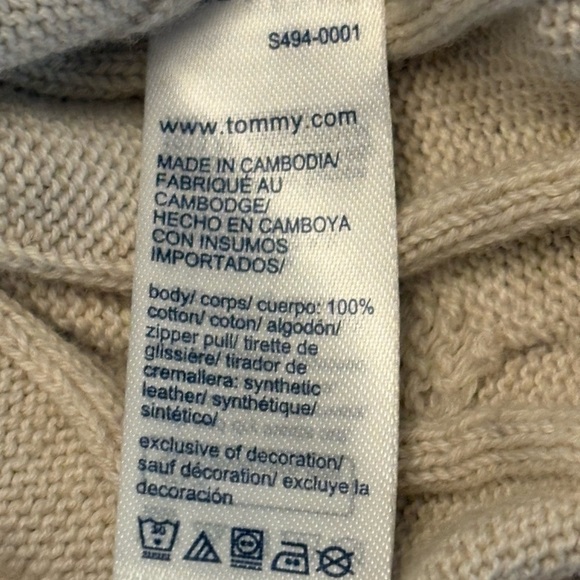 S494-0001
www.tommy.com
MADE IN CAMBODIA/
FABRIQUÉ AU
CAMBODGE/
HECHO EN CAMBOYA
CON INSUMOS
IMPORTADOS/
body/ corps/ cuerpo: 100%
cotton/ coton/ algodón/
zipper pull/ tirette de
glissière/ tirador de
cremallera: synthetic
leather/ synthétique/
sintético/
exclusive of decoration/
sauf décoration/ excluye la
decoración
30